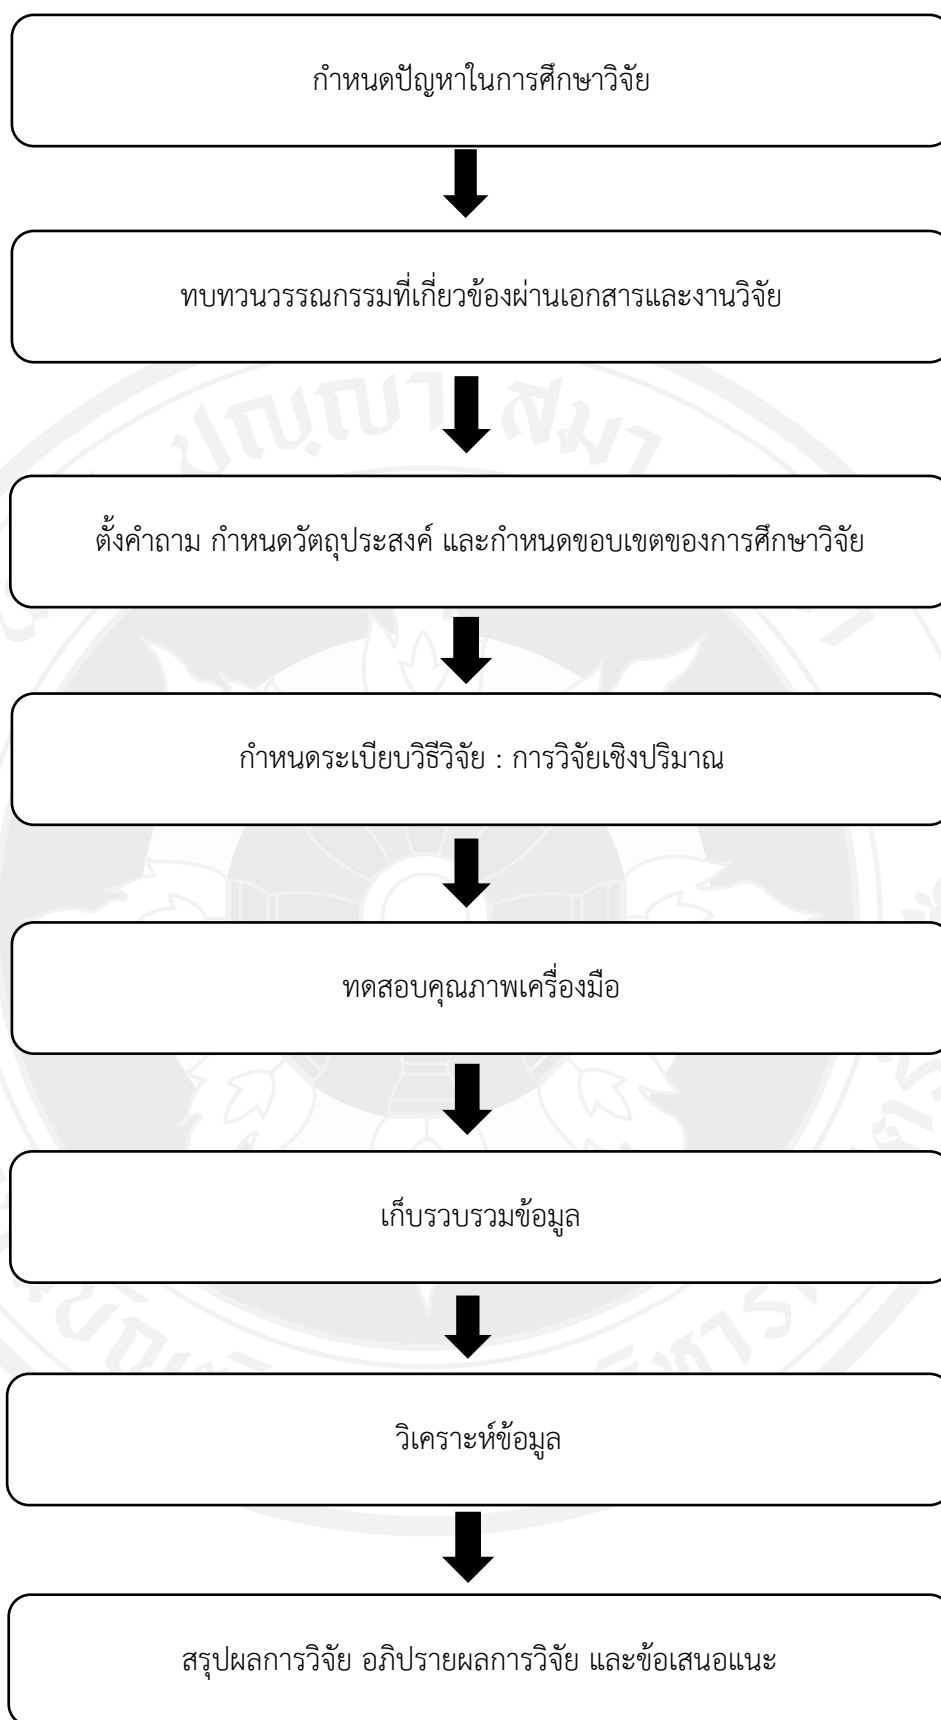 กำหนดปัญหาในการศึกษาวิจัย
ทบทวนวรรณกรรมที่เกี่ยวข้องผ่านเอกสารและงานวิจัย
ปญฺญา สมา
ตั้งคำถาม กำหนดวัตถุประสงค์ และกำหนดขอบเขตของการศึกษาวิจัย
กำหนดระเบียบวิธีวิจัย : การวิจัยเชิงปริมาณ
ทดสอบคุณภาพเครื่องมือ
เก็บรวบรวมข้อมูล
วิเคราะห์ข้อมูล
สรุปผลการวิจัย อภิปรายผลการวิจัย และข้อเสนอแนะ